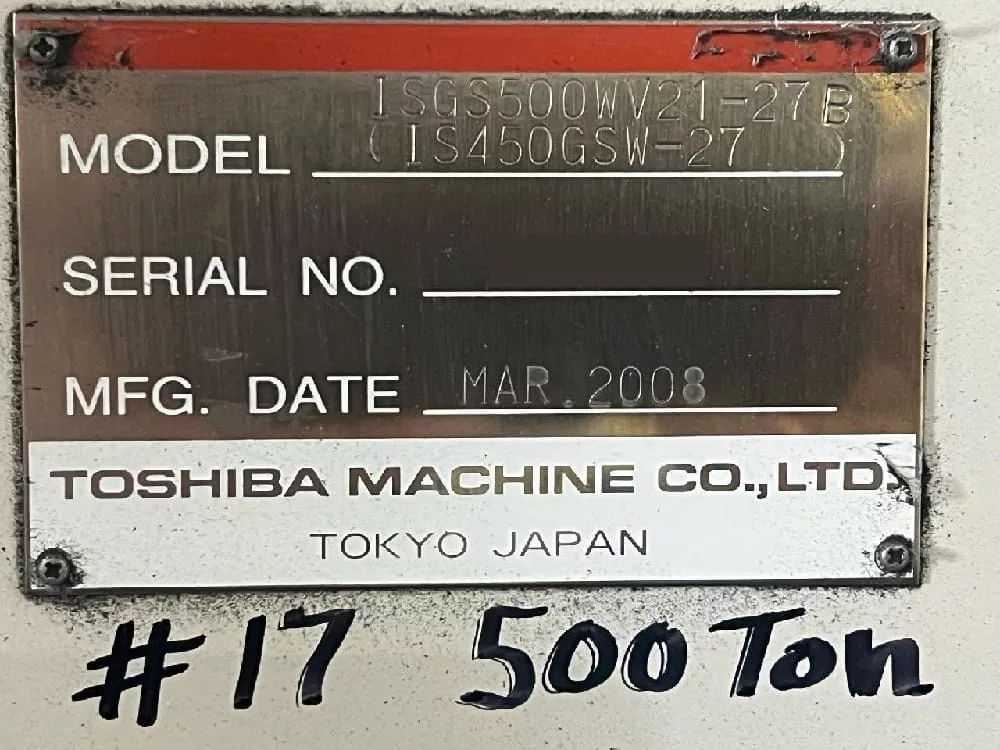 ISGS500WV21-27B
MODEL (IS450GSW-27 )
SERIAL NO.
MFG. DATE MAR.2008
TOSHIBA MACHINE CO.,LTD.
TOKYO JAPAN
#17 500 Ton